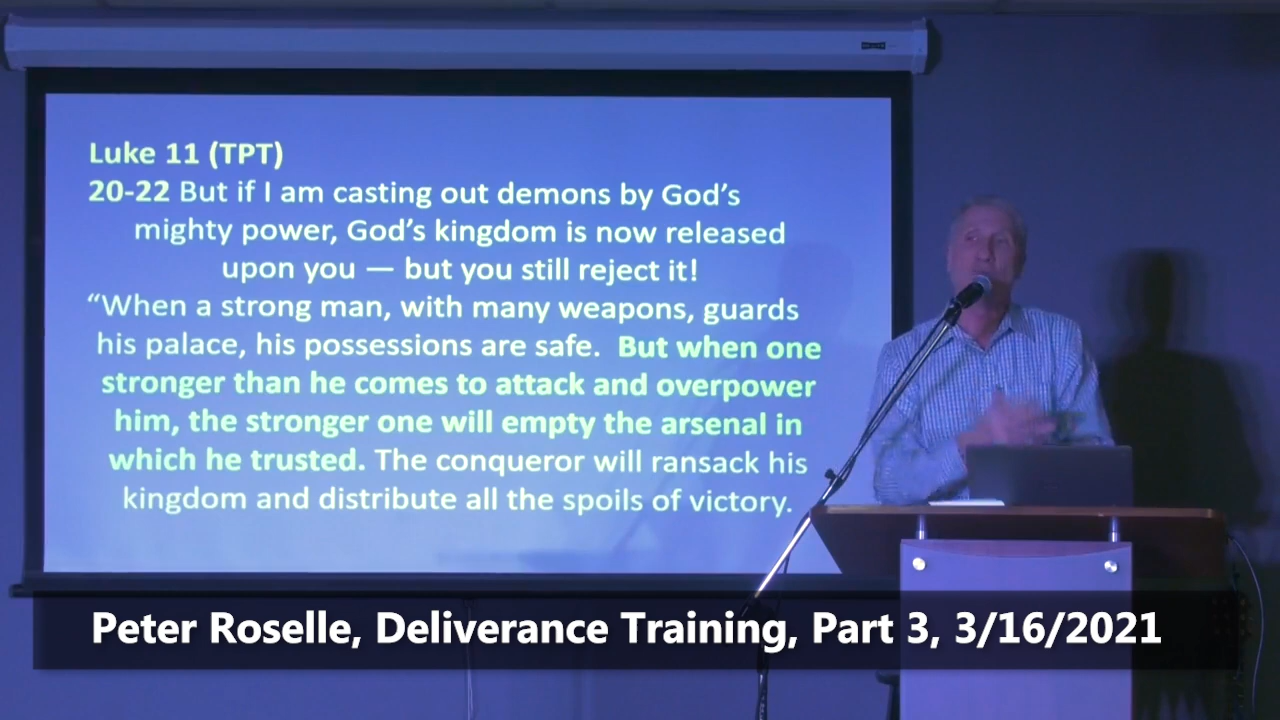 Luke 11 (TPT)
20-22 But if I am casting out demons by God’s
mighty power, God’s kingdom is now released
upon you — but you still reject it!
“When a strong man, with many weapons, guards
his palace, his possessions are safe.  But when one
stronger than he comes to attack and overpower
him, the stronger one will empty the arsenal in
which he trusted. The conqueror will ransack his
kingdom and distribute all the spoils of victory.
Peter Roselle, Deliverance Training, Part 3, 3/16/2021